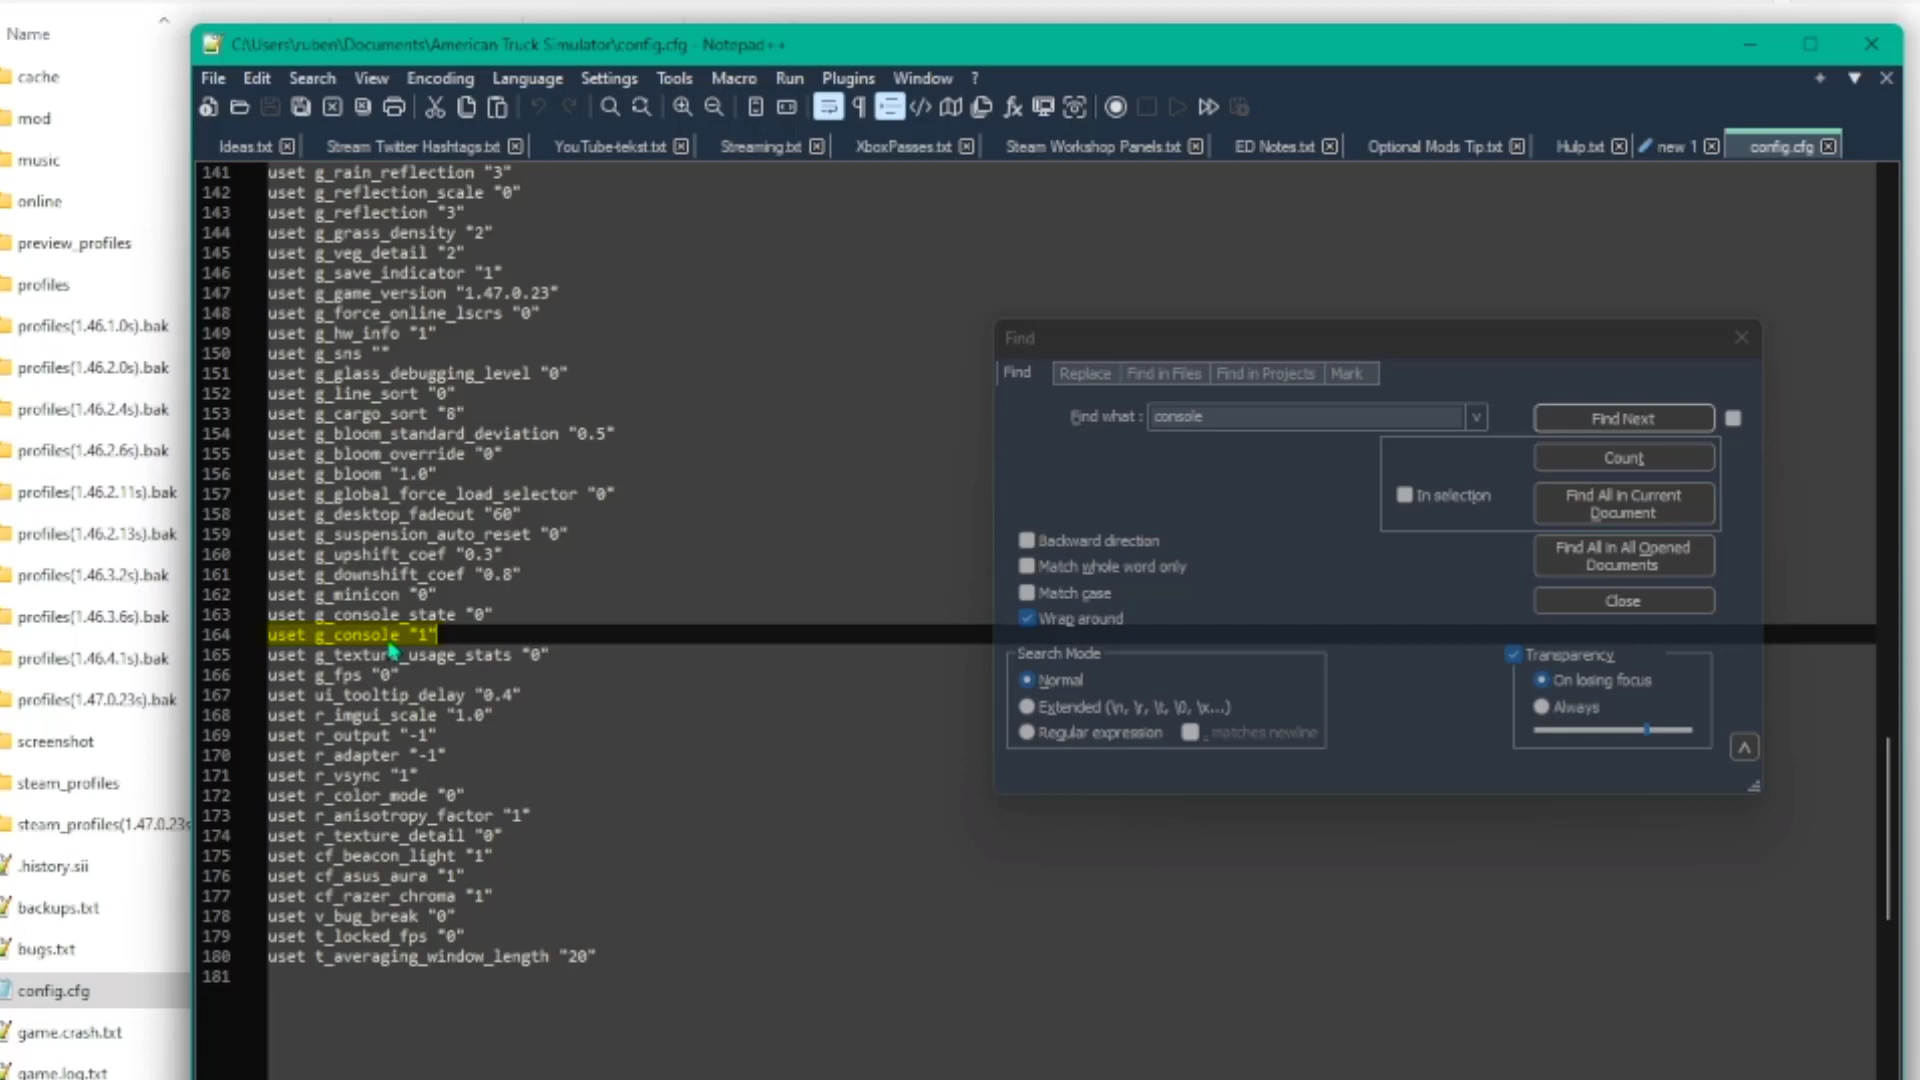 Name
cache
mod
music
online
preview_profiles
profiles
profiles(1.46.1.0s).bak
profiles(1.46.2.0s).bak
profiles(1.46.2.4s).bak
profiles(1.46.2.6s).bak
profiles(1.46.2.11s).bak
profiles(1.46.2.13s).bak
profiles(1.46.3.2s).bak
profiles(1.46.3.6s).bak
profiles(1.46.4.1s).bak
profiles(1.47.0.23s).bak
screenshot
steam_profiles
steam_profiles(1.47.0.23s
.history.sii
backups.txt
bugs.txt
config.cfg
game.crash.txt
game.log.txt
C:\Users\ruben\Documents\American Truck Simulator\config.cfg - Notepad++
File Edit Search View Encoding Language Settings Tools Macro Run Plugins Window ?
Ideas.txt Stream Twitter Hashtags.txt YouTube-tekst.txt Streaming.txt XboxPasses.txt Steam Workshop Panels.txt ED Notes.txt Optional Mods Tip.txt Hulp.txt new 1 config.cfg
141 uset g_rain_reflection "3"
142 uset g_reflection_scale "0"
143 uset g_reflection "3"
144 uset g_grass_density "2"
145 uset g_veg_detail "2"
146 uset g_save_indicator "1"
147 uset g_game_version "1.47.0.23"
148 uset g_force_online_lscrs "0"
149 uset g_hw_info "1"
150 uset g_sns ""
151 uset g_glass_debugging_level "0"
152 uset g_line_sort "0"
153 uset g_cargo_sort "8"
154 uset g_bloom_standard_deviation "0.5"
155 uset g_bloom_override "0"
156 uset g_bloom "1.0"
157 uset g_global_force_load_selector "0"
158 uset g_desktop_fadeout "60"
159 uset g_suspension_auto_reset "0"
160 uset g_upshift_coef "0.3"
161 uset g_downshift_coef "0.8"
162 uset g_minicon "0"
163 uset g_console_state "0"
164 uset g_console "1"
165 uset g_texture_usage_stats "0"
166 uset g_fps "0"
167 uset ui_tooltip_delay "0.4"
168 uset r_imgui_scale "1.0"
169 uset r_output "-1"
170 uset r_adapter "-1"
171 uset r_vsync "1"
172 uset r_color_mode "0"
173 uset r_anisotropy_factor "1"
174 uset r_texture_detail "0"
175 uset cf_beacon_light "1"
176 uset cf_asus_aura "1"
177 uset cf_razer_chroma "1"
178 uset v_bug_break "0"
179 uset t_locked_fps "0"
180 uset t_averaging_window_length "20"
181
Find
Find Replace Find in Files Find in Projects Mark
Find what : console
Find Next
Count
In selection
Find All in Current
Document
Find All in All Opened
Documents
Close
Backward direction
Match whole word only
Match case
Wrap around
Search Mode
Normal
Extended (\n, \r, \t, \0, \x...)
Regular expression . matches newline
Transparency
On losing focus
Always